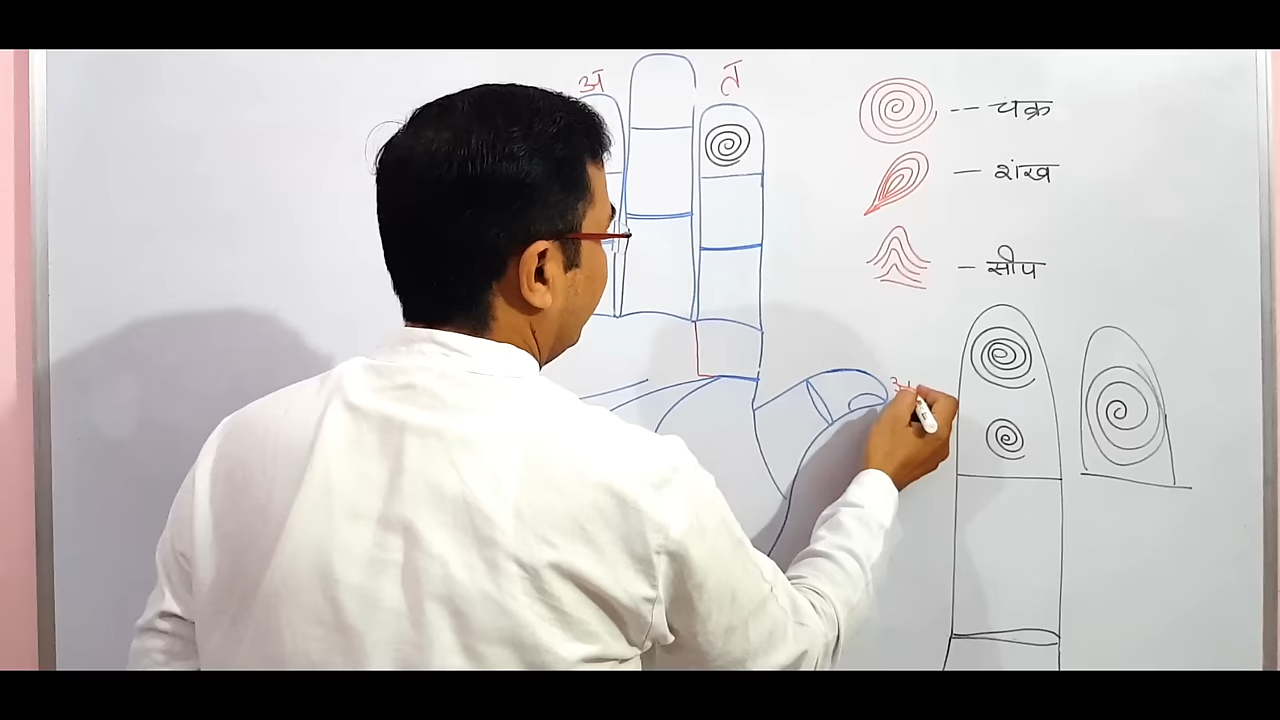 अ
त
-- चक्र
– शंख
– सीप